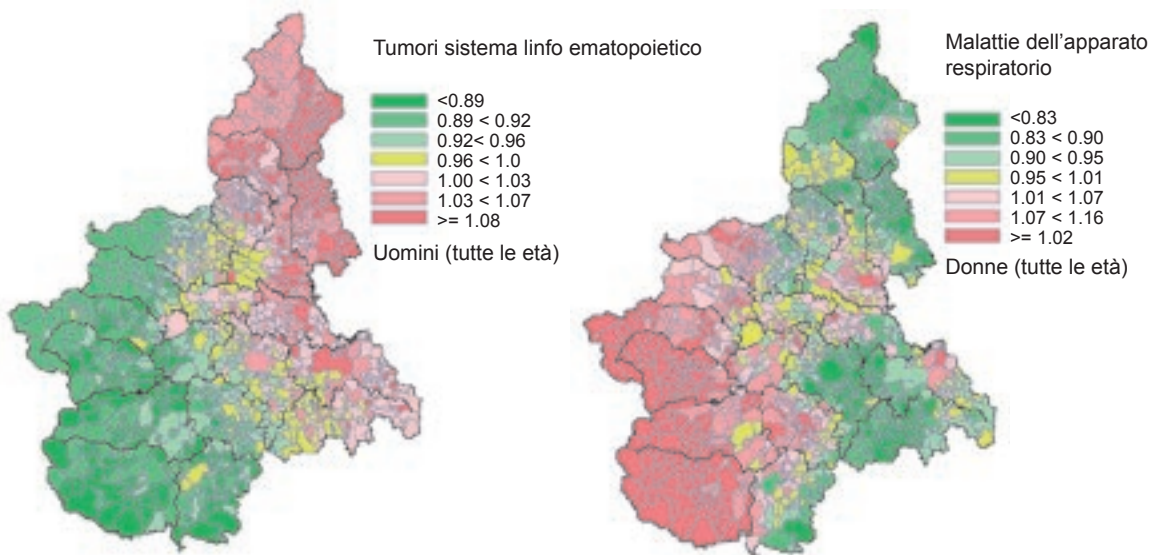 Tumori sistema linfo ematopoietico
<0.89
0.89 < 0.92
0.92< 0.96
0.96 < 1.0
1.00 < 1.03
1.03 < 1.07
>= 1.08
Uomini (tutte le età)
Malattie dell'apparato
respiratorio
<0.83
0.83 < 0.90
0.90 < 0.95
0.95 < 1.01
1.01 < 1.07
1.07 < 1.16
>= 1.02
Donne (tutte le età)